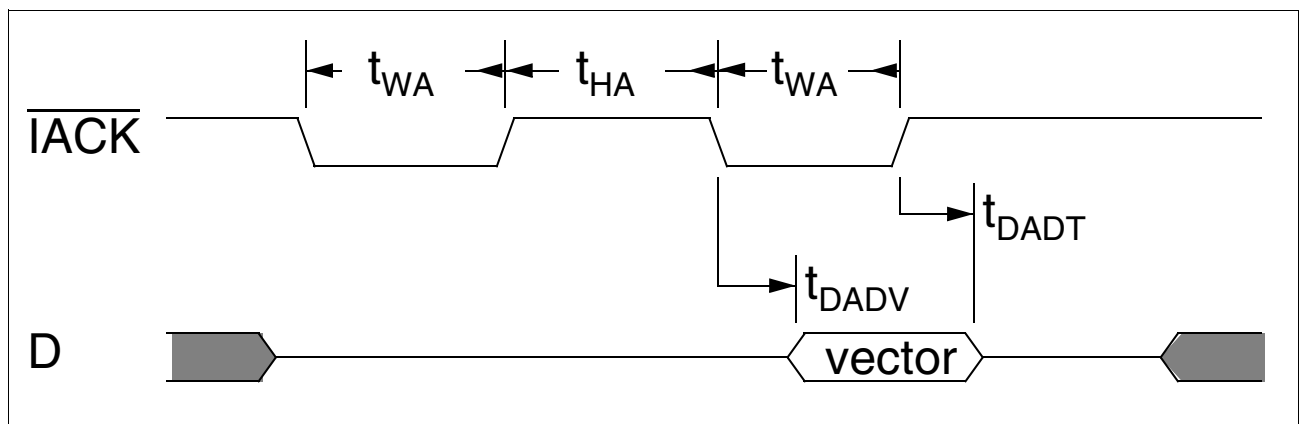 tWA tHA tWA
IACK
tDADT
tDADV
D vector